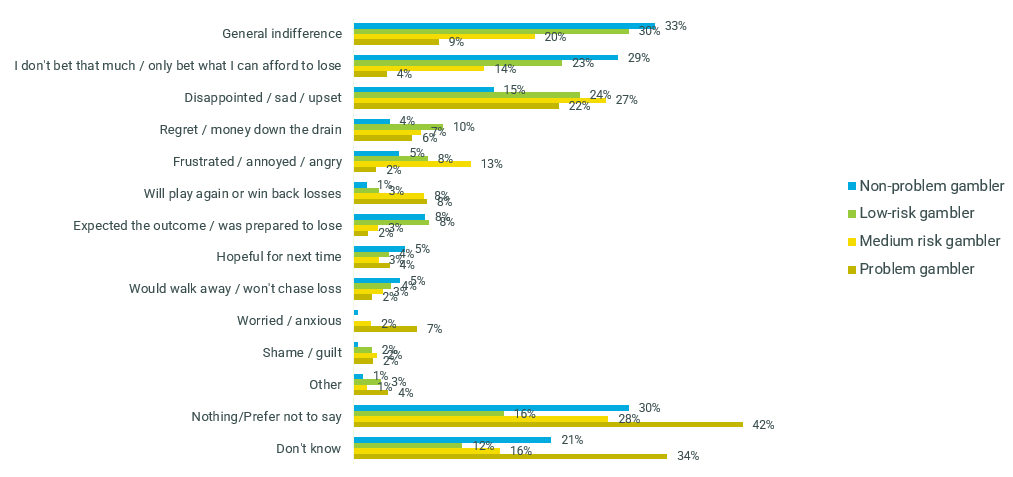 General indifference
33%
30%
20%
9%
I don't bet that much / only bet what I can afford to lose
29%
23%
14%
4%
Disappointed / sad / upset
15%
24%
27%
22%
Regret / money down the drain
4%
10%
7%
6%
Frustrated / annoyed / angry
5%
8%
13%
2%
Will play again or win back losses
1%
3%
8%
8%
Expected the outcome / was prepared to lose
8%
8%
3%
2%
Hopeful for next time
5%
4%
3%
4%
Would walk away / won't chase loss
5%
4%
3%
2%
Worried / anxious
2%
7%
Shame / guilt
2%
2%
2%
Other
1%
3%
1%
4%
Nothing/Prefer not to say
30%
16%
28%
42%
Don't know
21%
12%
16%
34%
Non-problem gambler
Low-risk gambler
Medium risk gambler
Problem gambler